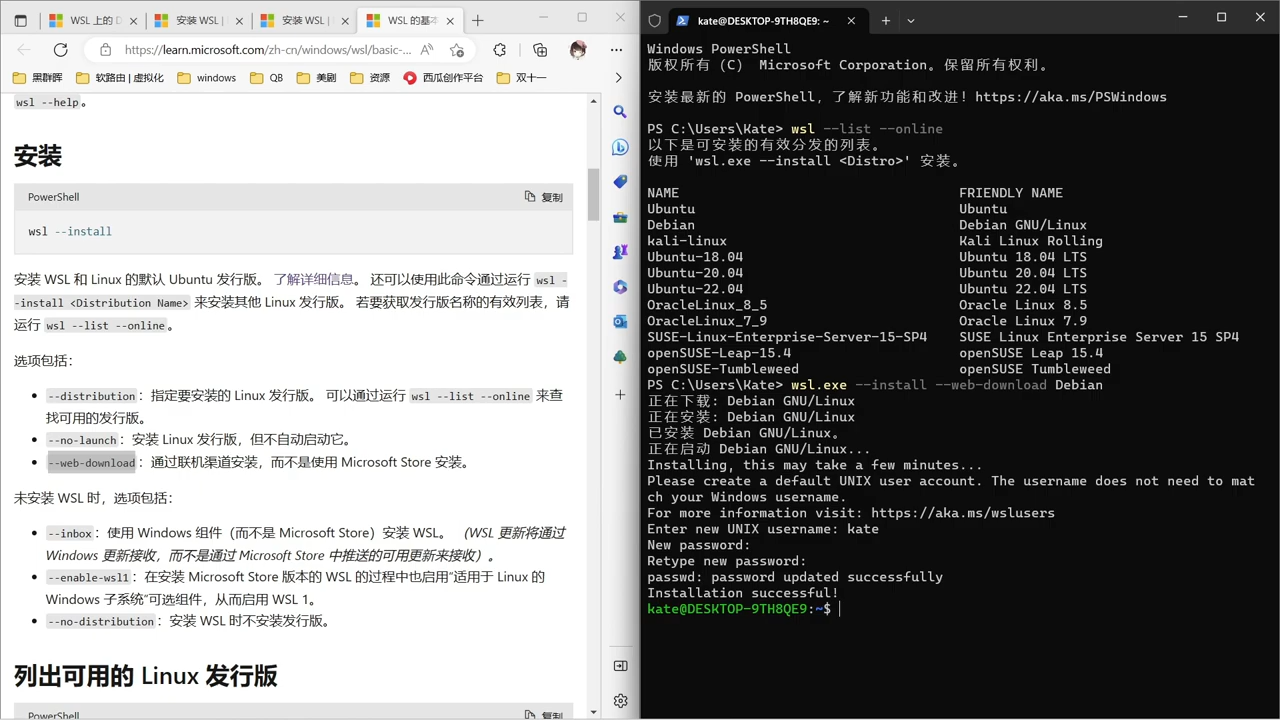 WSL 上的 D
安装 WSL |
安装 WSL |
WSL 的基本
https://learn.microsoft.com/zh-cn/windows/wsl/basic-...
黑群晖
软路由 | 虚拟化
windows
QB
美剧
资源
西瓜创作平台
双十一
wsl --help。
安装
PowerShell
复制
wsl --install
安装 WSL 和 Linux 的默认 Ubuntu 发行版。 了解详细信息。 还可以使用此命令通过运行 wsl -
-install <Distribution Name> 来安装其他 Linux 发行版。 若要获取发行版名称的有效列表，请
运行 wsl --list --online。
选项包括：
--distribution：指定要安装的 Linux 发行版。 可以通过运行 wsl --list --online 来查
找可用的发行版。
--no-launch：安装 Linux 发行版，但不自动启动它。
--web-download：通过联机渠道安装，而不是使用 Microsoft Store 安装。
未安装 WSL 时，选项包括：
--inbox：使用 Windows 组件（而不是 Microsoft Store）安装 WSL。 （WSL 更新将通过
Windows 更新接收，而不是通过 Microsoft Store 中推送的可用更新来接收）。
--enable-wsl1：在安装 Microsoft Store 版本的 WSL 的过程中也启用“适用于 Linux 的
Windows 子系统”可选组件，从而启用 WSL 1。
--no-distribution：安装 WSL 时不安装发行版。
列出可用的 Linux 发行版
PowerShell
复制
kate@DESKTOP-9TH8QE9: ~
Windows PowerShell
版权所有 (C)  Microsoft Corporation。保留所有权利。
安装最新的 PowerShell，了解新功能和改进！https://aka.ms/PSWindows
PS C:\Users\Kate> wsl --list --online
以下是可安装的有效分发的列表。
使用 'wsl.exe --install <Distro>' 安装。
NAME FRIENDLY NAME
Ubuntu Ubuntu
Debian Debian GNU/Linux
kali-linux Kali Linux Rolling
Ubuntu-18.04 Ubuntu 18.04 LTS
Ubuntu-20.04 Ubuntu 20.04 LTS
Ubuntu-22.04 Ubuntu 22.04 LTS
OracleLinux_8_5 Oracle Linux 8.5
OracleLinux_7_9 Oracle Linux 7.9
SUSE-Linux-Enterprise-Server-15-SP4 SUSE Linux Enterprise Server 15 SP4
openSUSE-Leap-15.4 openSUSE Leap 15.4
openSUSE-Tumbleweed openSUSE Tumbleweed
PS C:\Users\Kate> wsl.exe --install --web-download Debian
正在下载: Debian GNU/Linux
正在安装: Debian GNU/Linux
已安装 Debian GNU/Linux。
正在启动 Debian GNU/Linux...
Installing, this may take a few minutes...
Please create a default UNIX user account. The username does not need to mat
ch your Windows username.
For more information visit: https://aka.ms/wslusers
Enter new UNIX username: kate
New password:
Retype new password:
passwd: password updated successfully
Installation successful!
kate@DESKTOP-9TH8QE9:~$